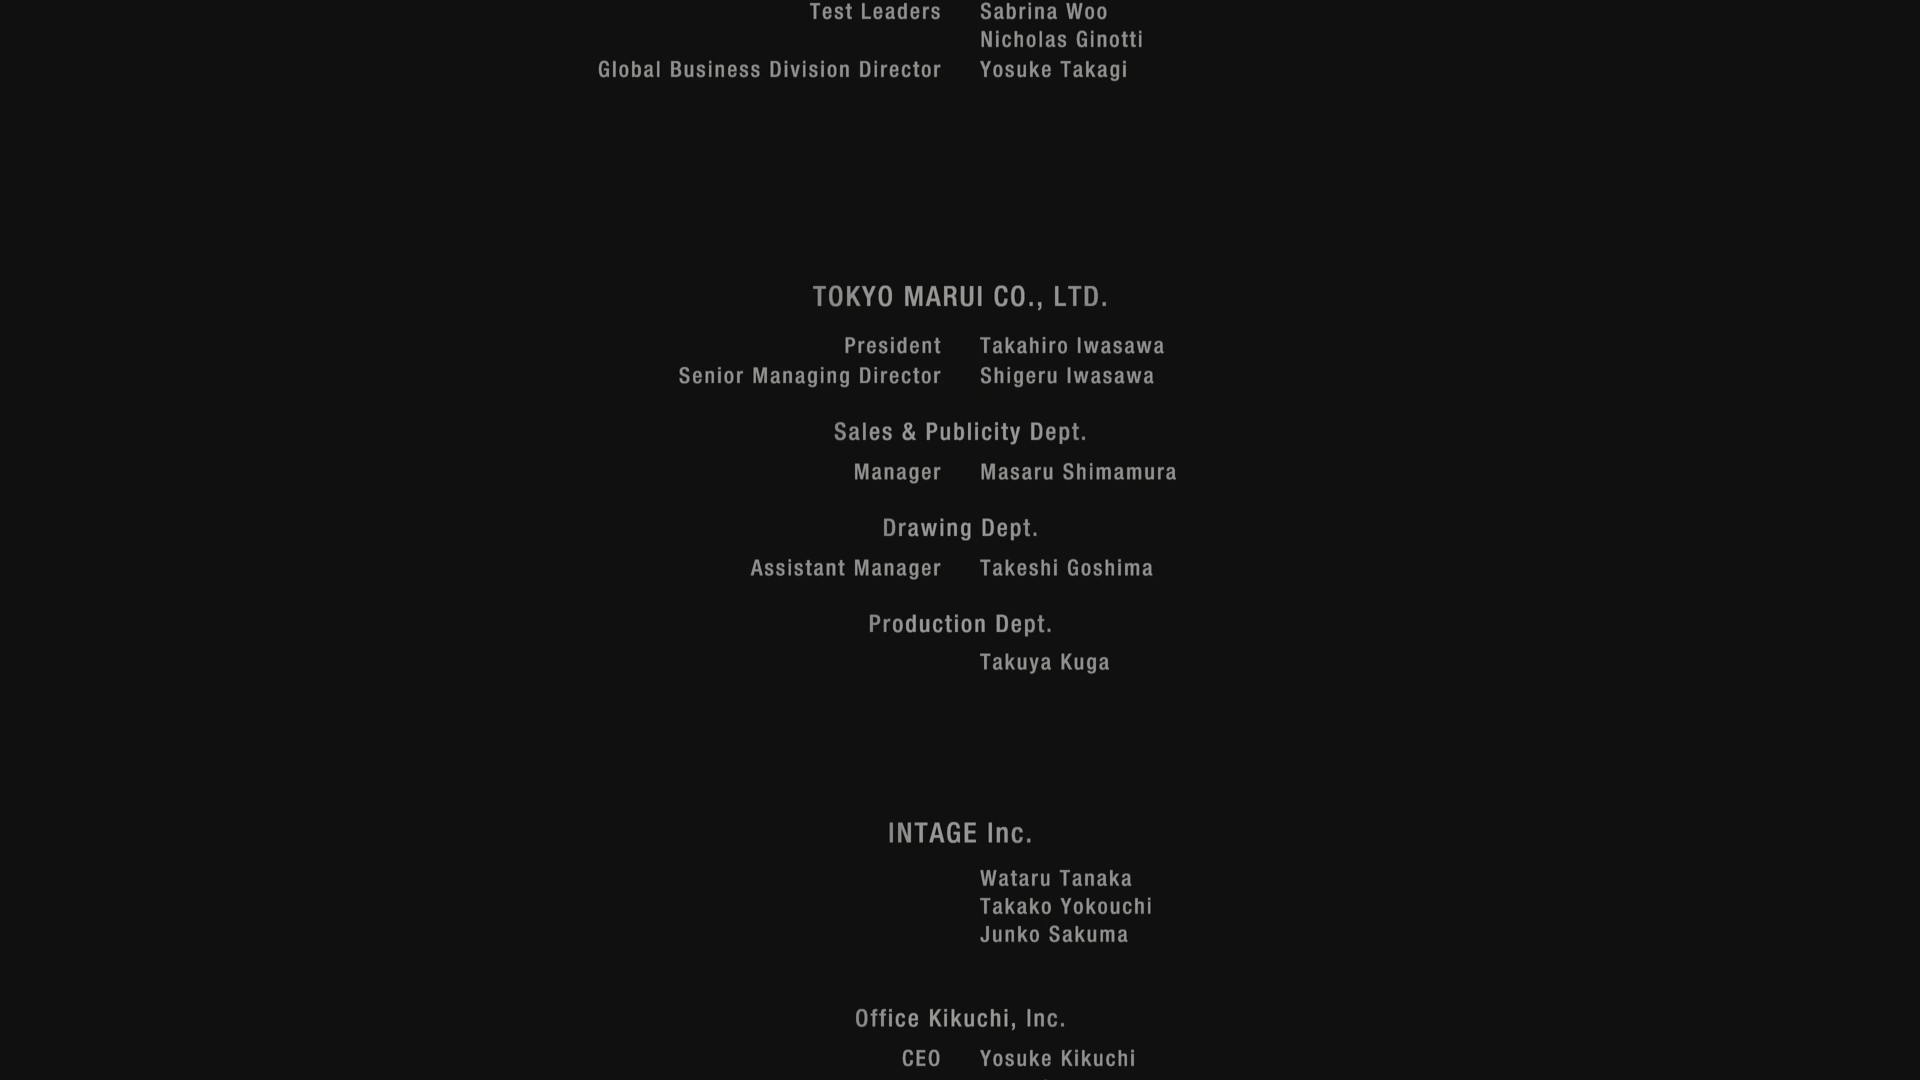 Test Leaders Sabrina Woo
Nicholas Ginotti
Global Business Division Director Yosuke Takagi
TOKYO MARUI CO., LTD.
President Takahiro Iwasawa
Senior Managing Director Shigeru Iwasawa
Sales & Publicity Dept.
Manager Masaru Shimamura
Drawing Dept.
Assistant Manager Takeshi Goshima
Production Dept.
Takuya Kuga
INTAGE Inc.
Wataru Tanaka
Takako Yokouchi
Junko Sakuma
Office Kikuchi, Inc.
CEO Yosuke Kikuchi